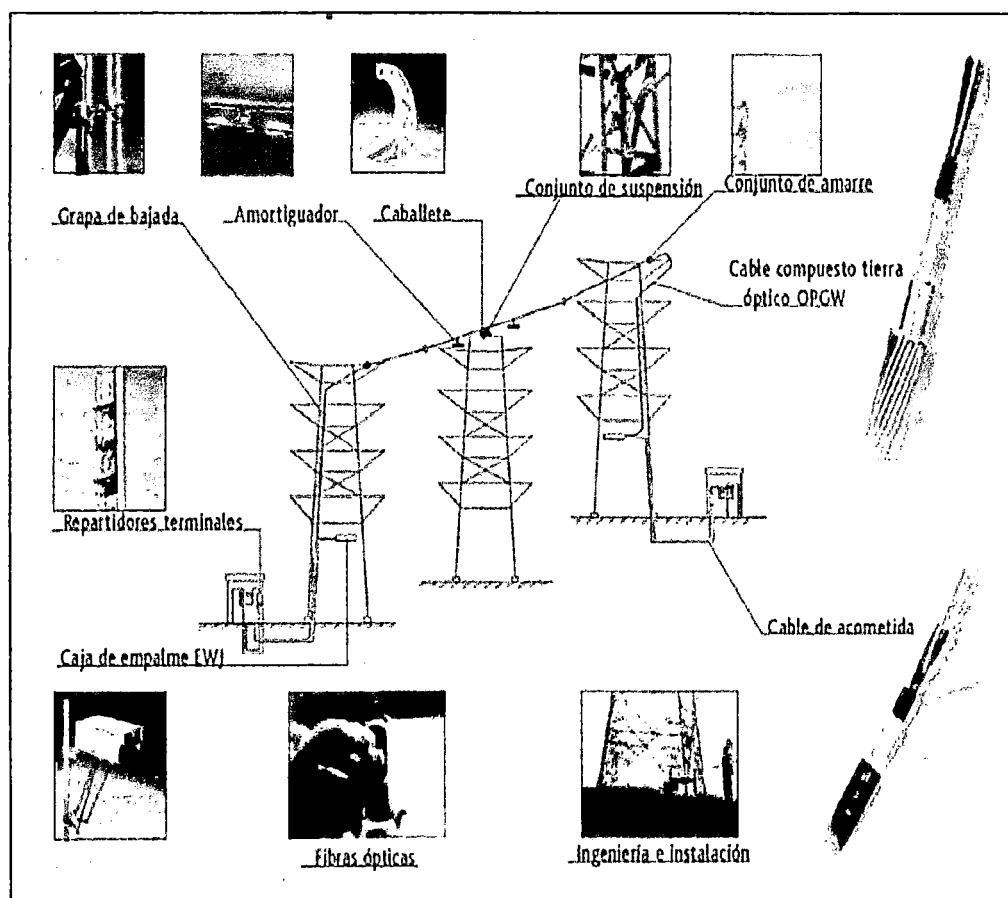 Conjunto de suspensión
Conjunto de amarre
Grapa de bajada
Amortiguador
Caballete
Cable compuesto tierra
óptico OPGW
Repartidores terminales
Cable de acometida
Caja de empalme EWJ
Fibras ópticas
Ingeniería e Instalación